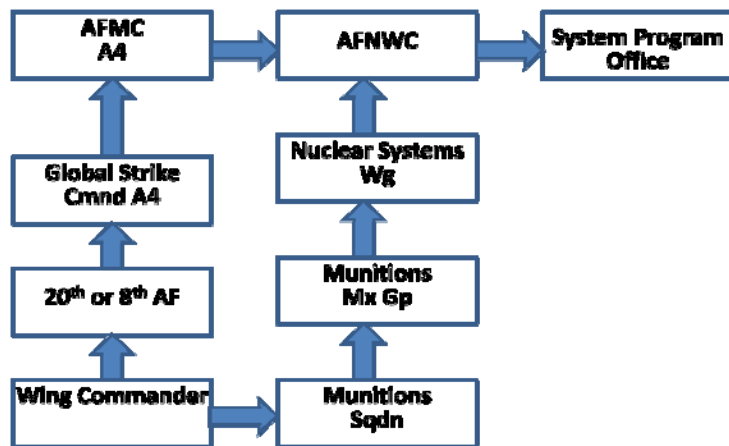 AFMC
A4
AFNWC
System Program
Office
Global Strike
Cmnd A4
Nuclear Systems
Wg
20th or 8th AF
Munitions
Mx Gp
Wing Commander
Munitions
Sqdn